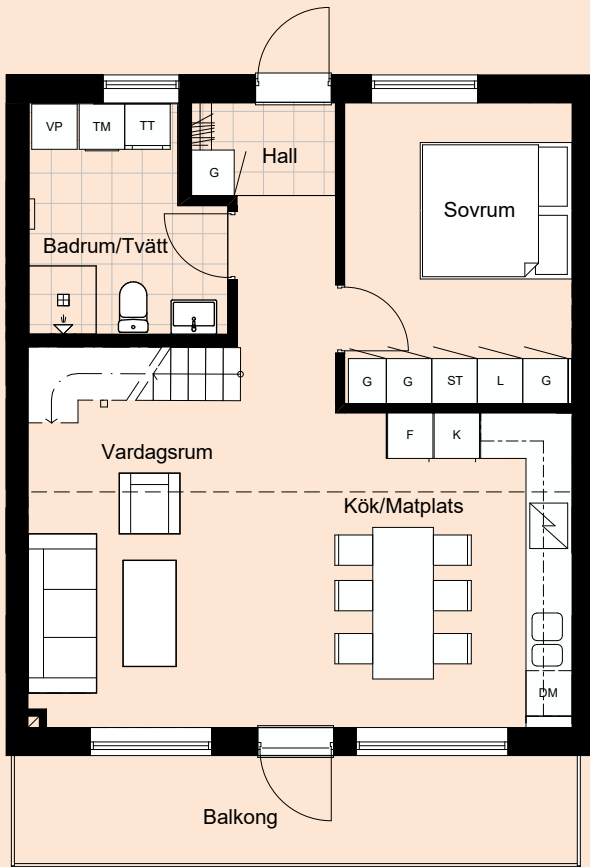 VP TM TT
Hall
G
Sovrum
Badrum/Tvätt
G G ST L G
F K
Vardagsrum
Kök/Matplats
DM
Balkong